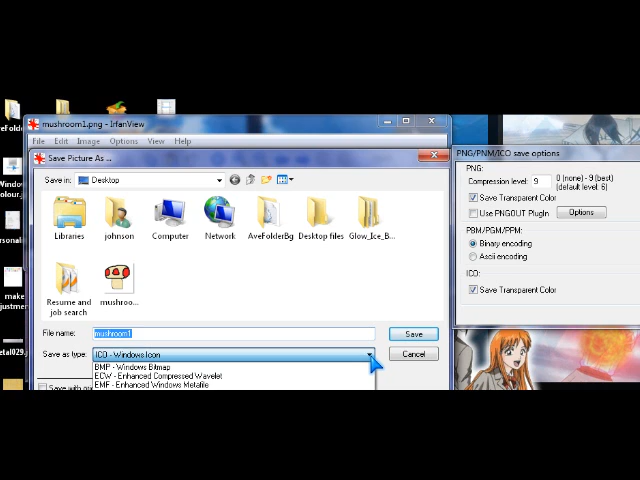 mushroom1.png - IrfanView
File Edit Image Options View Help
Save Picture As ...
Save in: Desktop
Libraries johnson Computer Network AveFolderBg Desktop files Glow_Ice_B...
Resume and job search
mushroo...
File name: mushroom1
Save
Save as type: ICO - Windows Icon
Cancel
BMP - Windows Bitmap
ECW - Enhanced Compressed Wavelet
EMF - Enhanced Windows Metafile
PNG/PNM/ICO save options
PNG:
Compression level: 9
0 (none) - 9 (best)
(default level: 6)
Save Transparent Color
Use PNGOUT PlugIn
Options
PBM/PGM/PPM:
Binary encoding
Ascii encoding
ICO:
Save Transparent Color
make